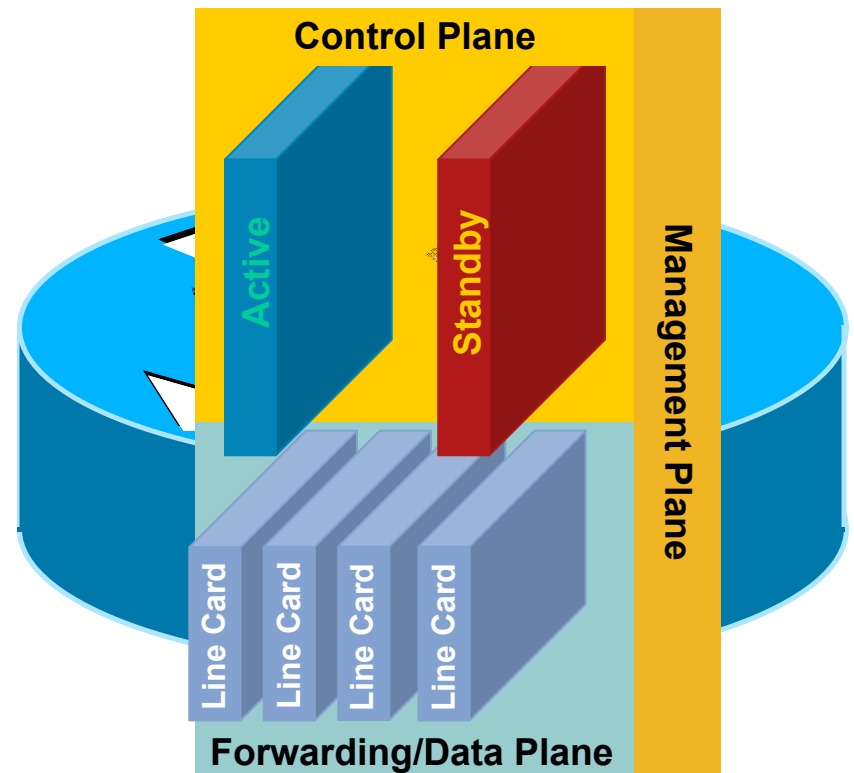 Control Plane
Active
Standby
Management Plane
Line Card
Line Card
Line Card
Line Card
Forwarding/Data Plane